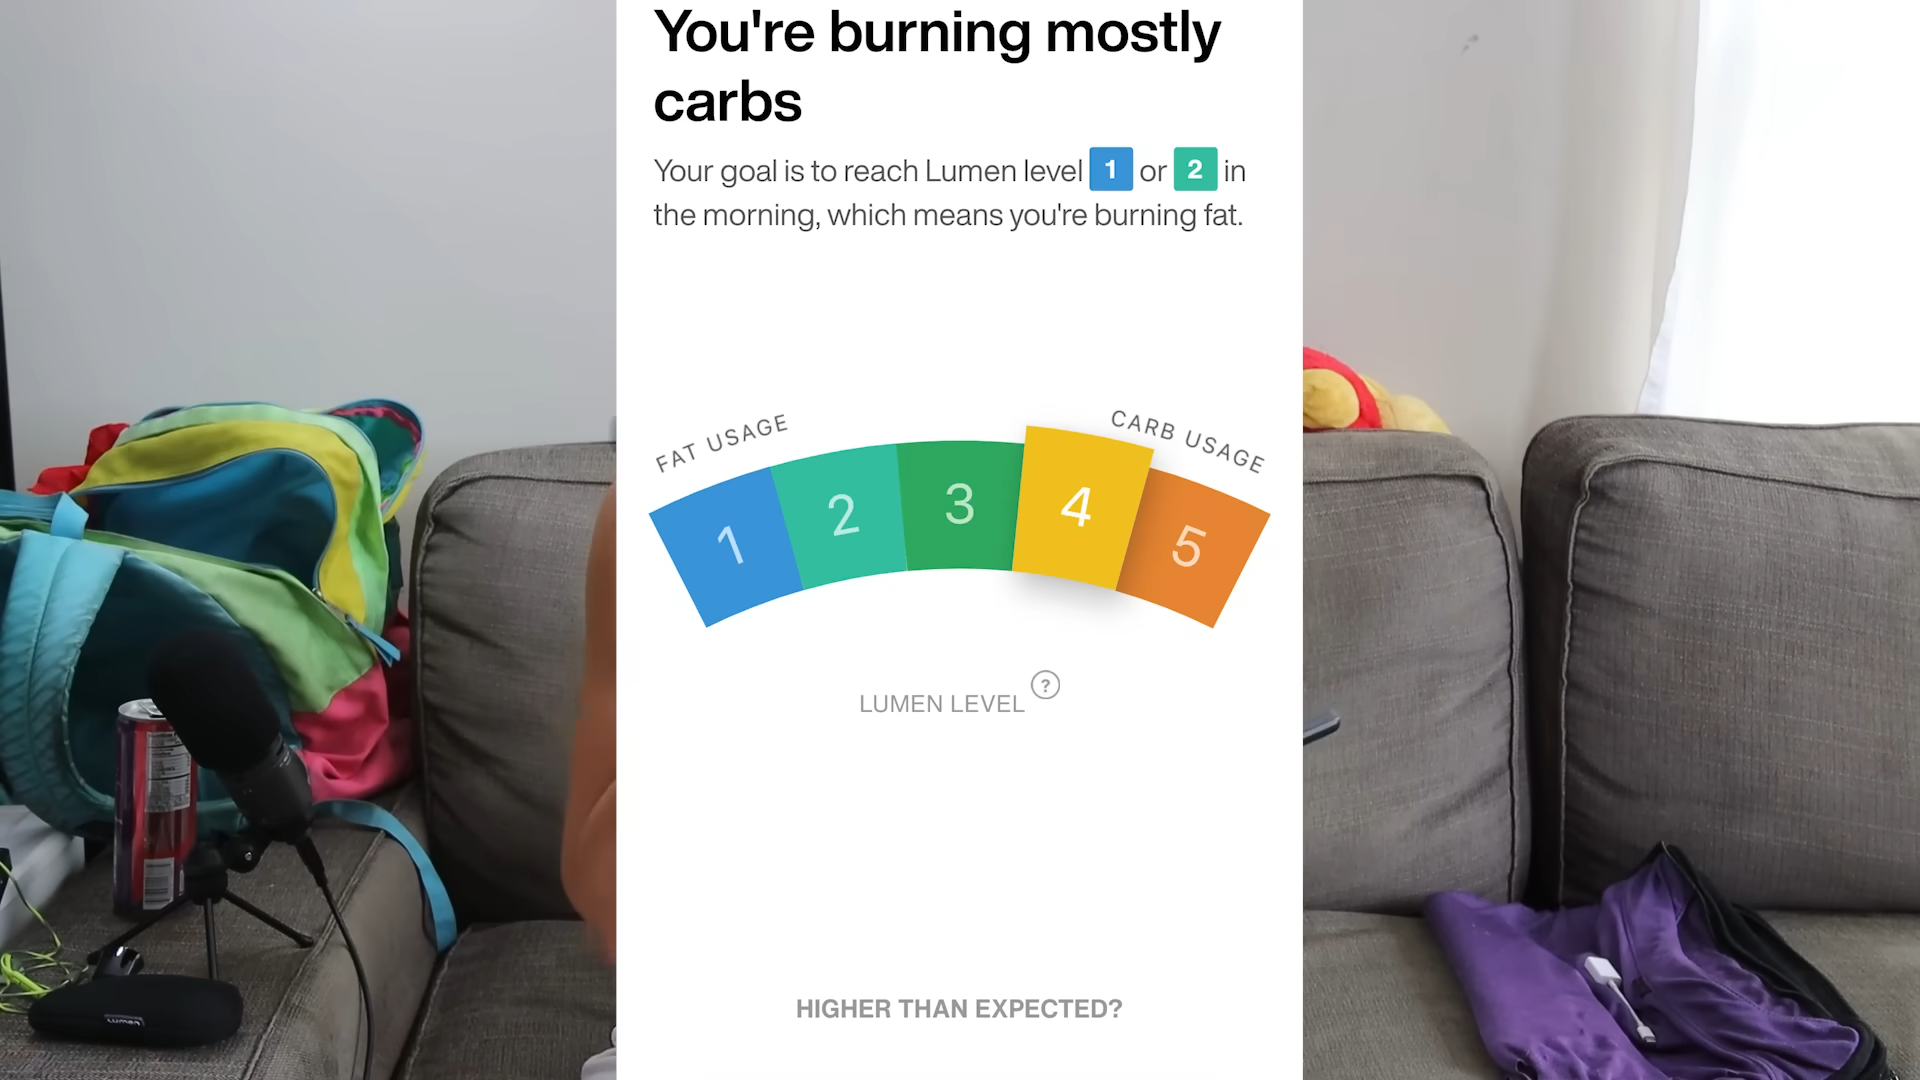 You're burning mostly
carbs
Your goal is to reach Lumen level 1 or 2 in
the morning, which means you're burning fat.
FAT USAGE
CARB USAGE
1
2
3
4
5
LUMEN LEVEL ?
HIGHER THAN EXPECTED?